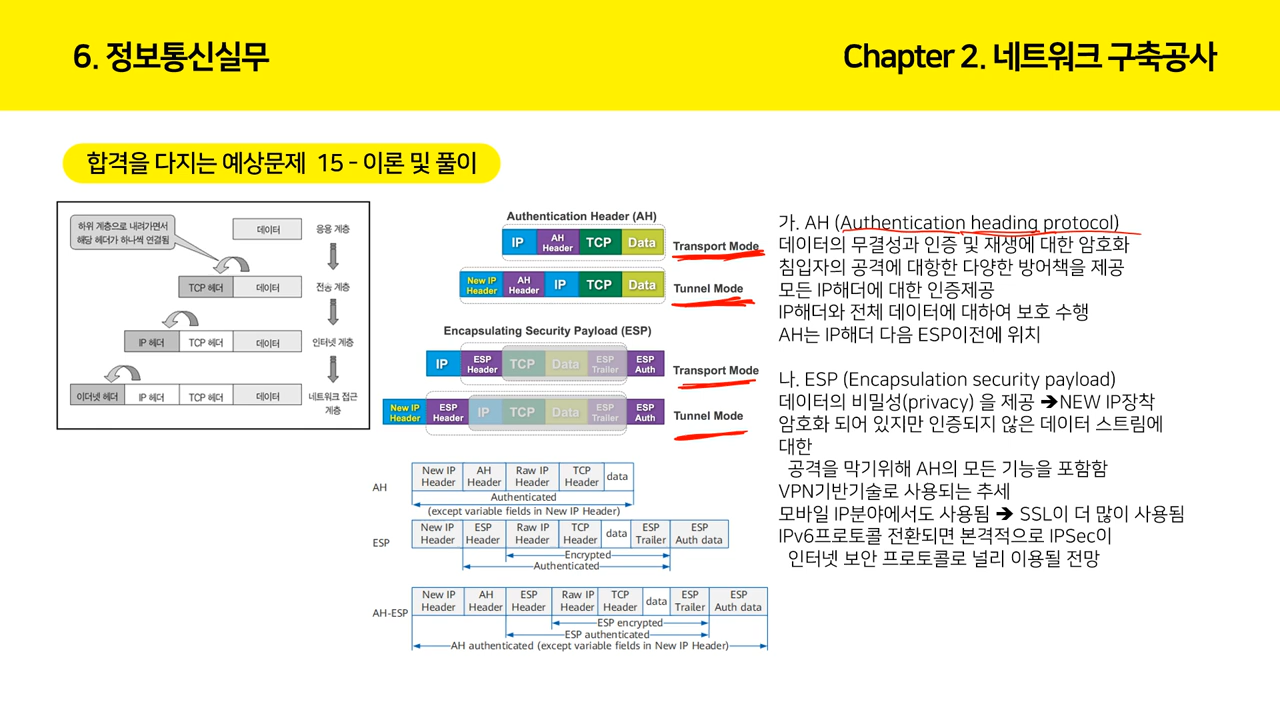 6. 정보통신실무
Chapter 2. 네트워크 구축공사
합격을 다지는 예상문제 15 - 이론 및 풀이
하위 계층으로 내려가면서
해당 헤더가 하나씩 연결됨
데이터
응용 계층
TCP 헤더
데이터
전송 계층
IP 헤더
TCP 헤더
데이터
인터넷 계층
이더넷 헤더
IP 헤더
TCP 헤더
데이터
네트워크 접근
계층
Authentication Header (AH)
IP
AH
Header
TCP
Data
Transport Mode
New IP
Header
AH
Header
IP
TCP
Data
Tunnel Mode
Encapsulating Security Payload (ESP)
IP
ESP
Header
TCP
Data
ESP
Trailer
ESP
Auth
Transport Mode
New IP
Header
ESP
Header
IP
TCP
Data
ESP
Trailer
ESP
Auth
Tunnel Mode
AH
New IP
Header
AH
Header
Raw IP
Header
TCP
Header
data
Authenticated
(except variable fields in New IP Header)
ESP
New IP
Header
ESP
Header
Raw IP
Header
TCP
Header
data
ESP
Trailer
ESP
Auth data
Encrypted
Authenticated
AH-ESP
New IP
Header
AH
Header
ESP
Header
Raw IP
Header
TCP
Header
data
ESP
Trailer
ESP
Auth data
ESP encrypted
ESP authenticated
AH authenticated (except variable fields in New IP Header)
가. AH (Authentication heading protocol)
데이터의 무결성과 인증 및 재생에 대한 암호화
침입자의 공격에 대항한 다양한 방어책을 제공
모든 IP해더에 대한 인증제공
IP해더와 전체 데이터에 대하여 보호 수행
AH는 IP해더 다음 ESP이전에 위치
나. ESP (Encapsulation security payload)
데이터의 비밀성(privacy) 을 제공 ➔NEW IP장착
암호화 되어 있지만 인증되지 않은 데이터 스트림에
대한
공격을 막기위해 AH의 모든 기능을 포함함
VPN기반기술로 사용되는 추세
모바일 IP분야에서도 사용됨 ➔ SSL이 더 많이 사용됨
IPv6프로토콜 전환되면 본격적으로 IPSec이
인터넷 보안 프로토콜로 널리 이용될 전망